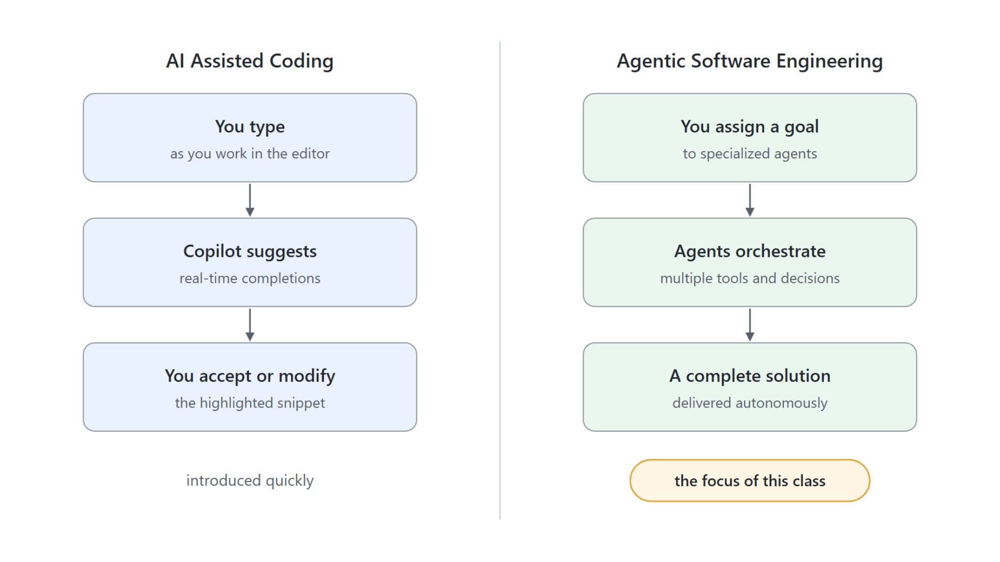 AI Assisted Coding
You type
as you work in the editor
Copilot suggests
real-time completions
You accept or modify
the highlighted snippet
introduced quickly
Agentic Software Engineering
You assign a goal
to specialized agents
Agents orchestrate
multiple tools and decisions
A complete solution
delivered autonomously
the focus of this class